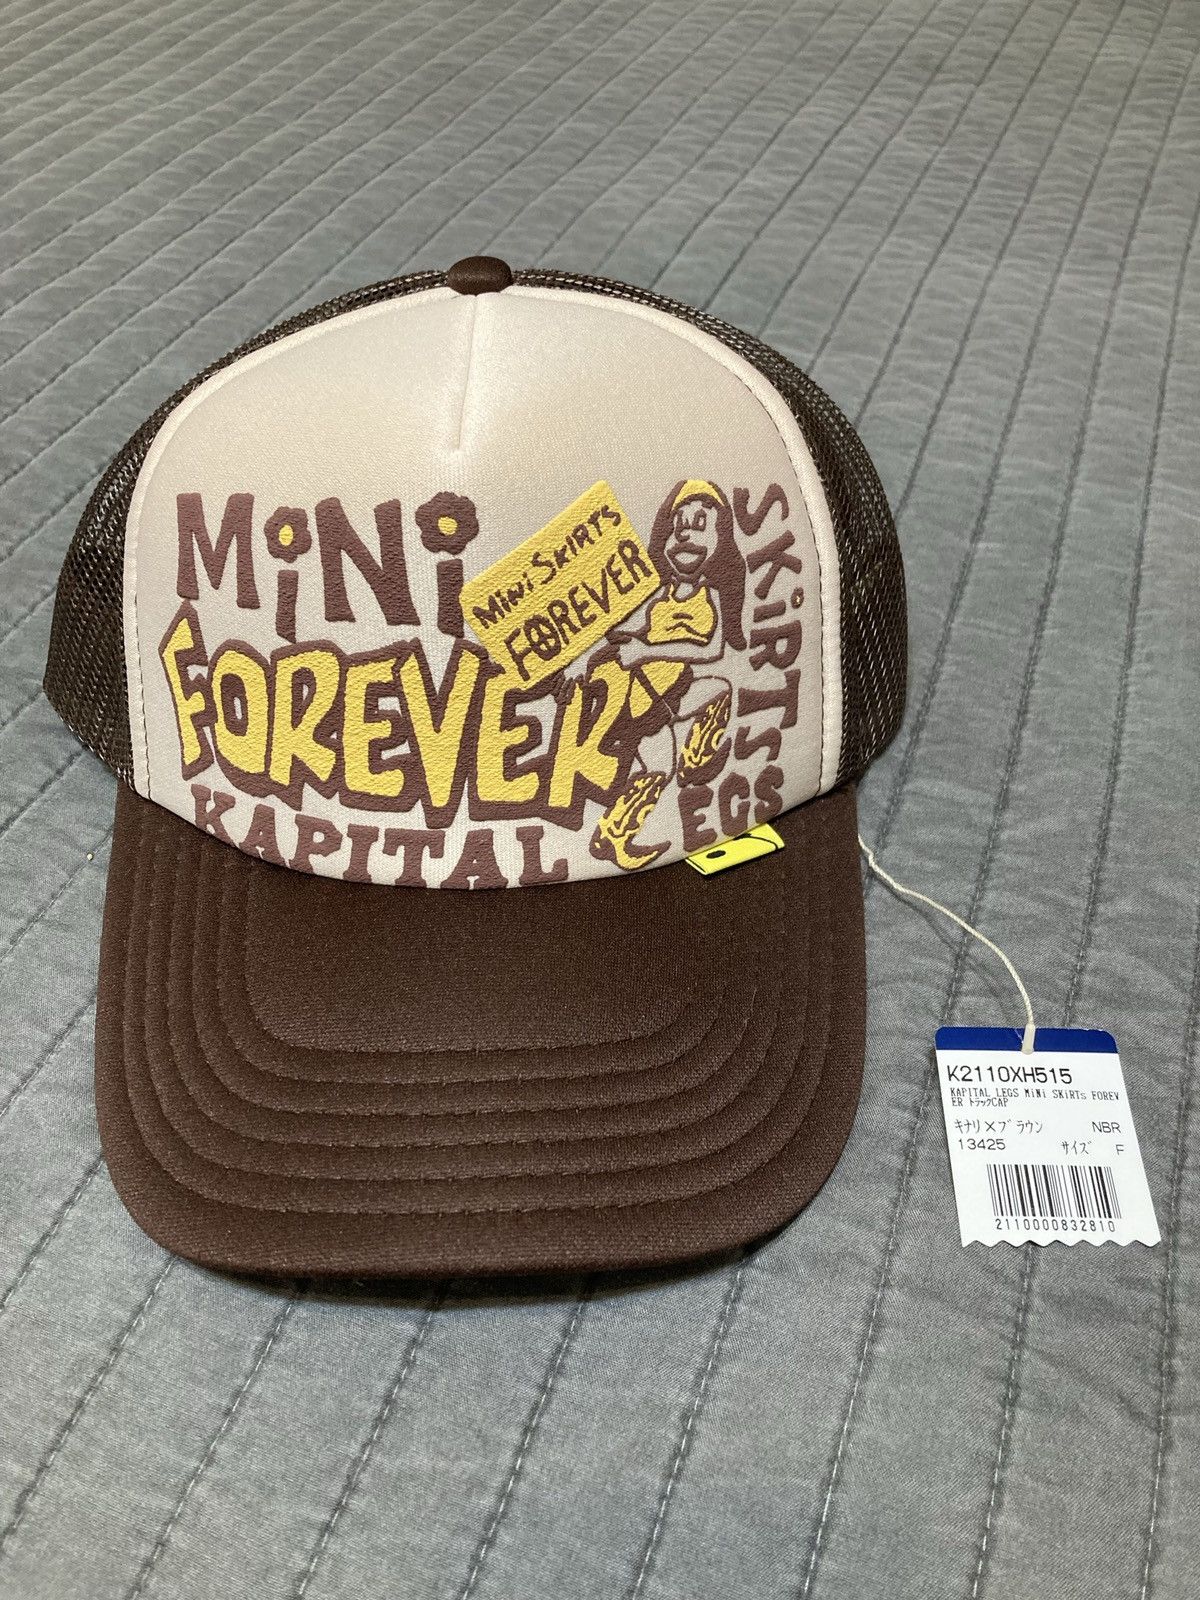 MiNi
FOREVER
KAPITAL
MiNi SKiRTs
FOREVER
SKiRTS
LEGS
K2110XH515
KAPITAL LEGS MiNi SKiRTs FOREV
ER トラックCAP
キナリ×ブラウン NBR
13425 サイズ F
2110000832810